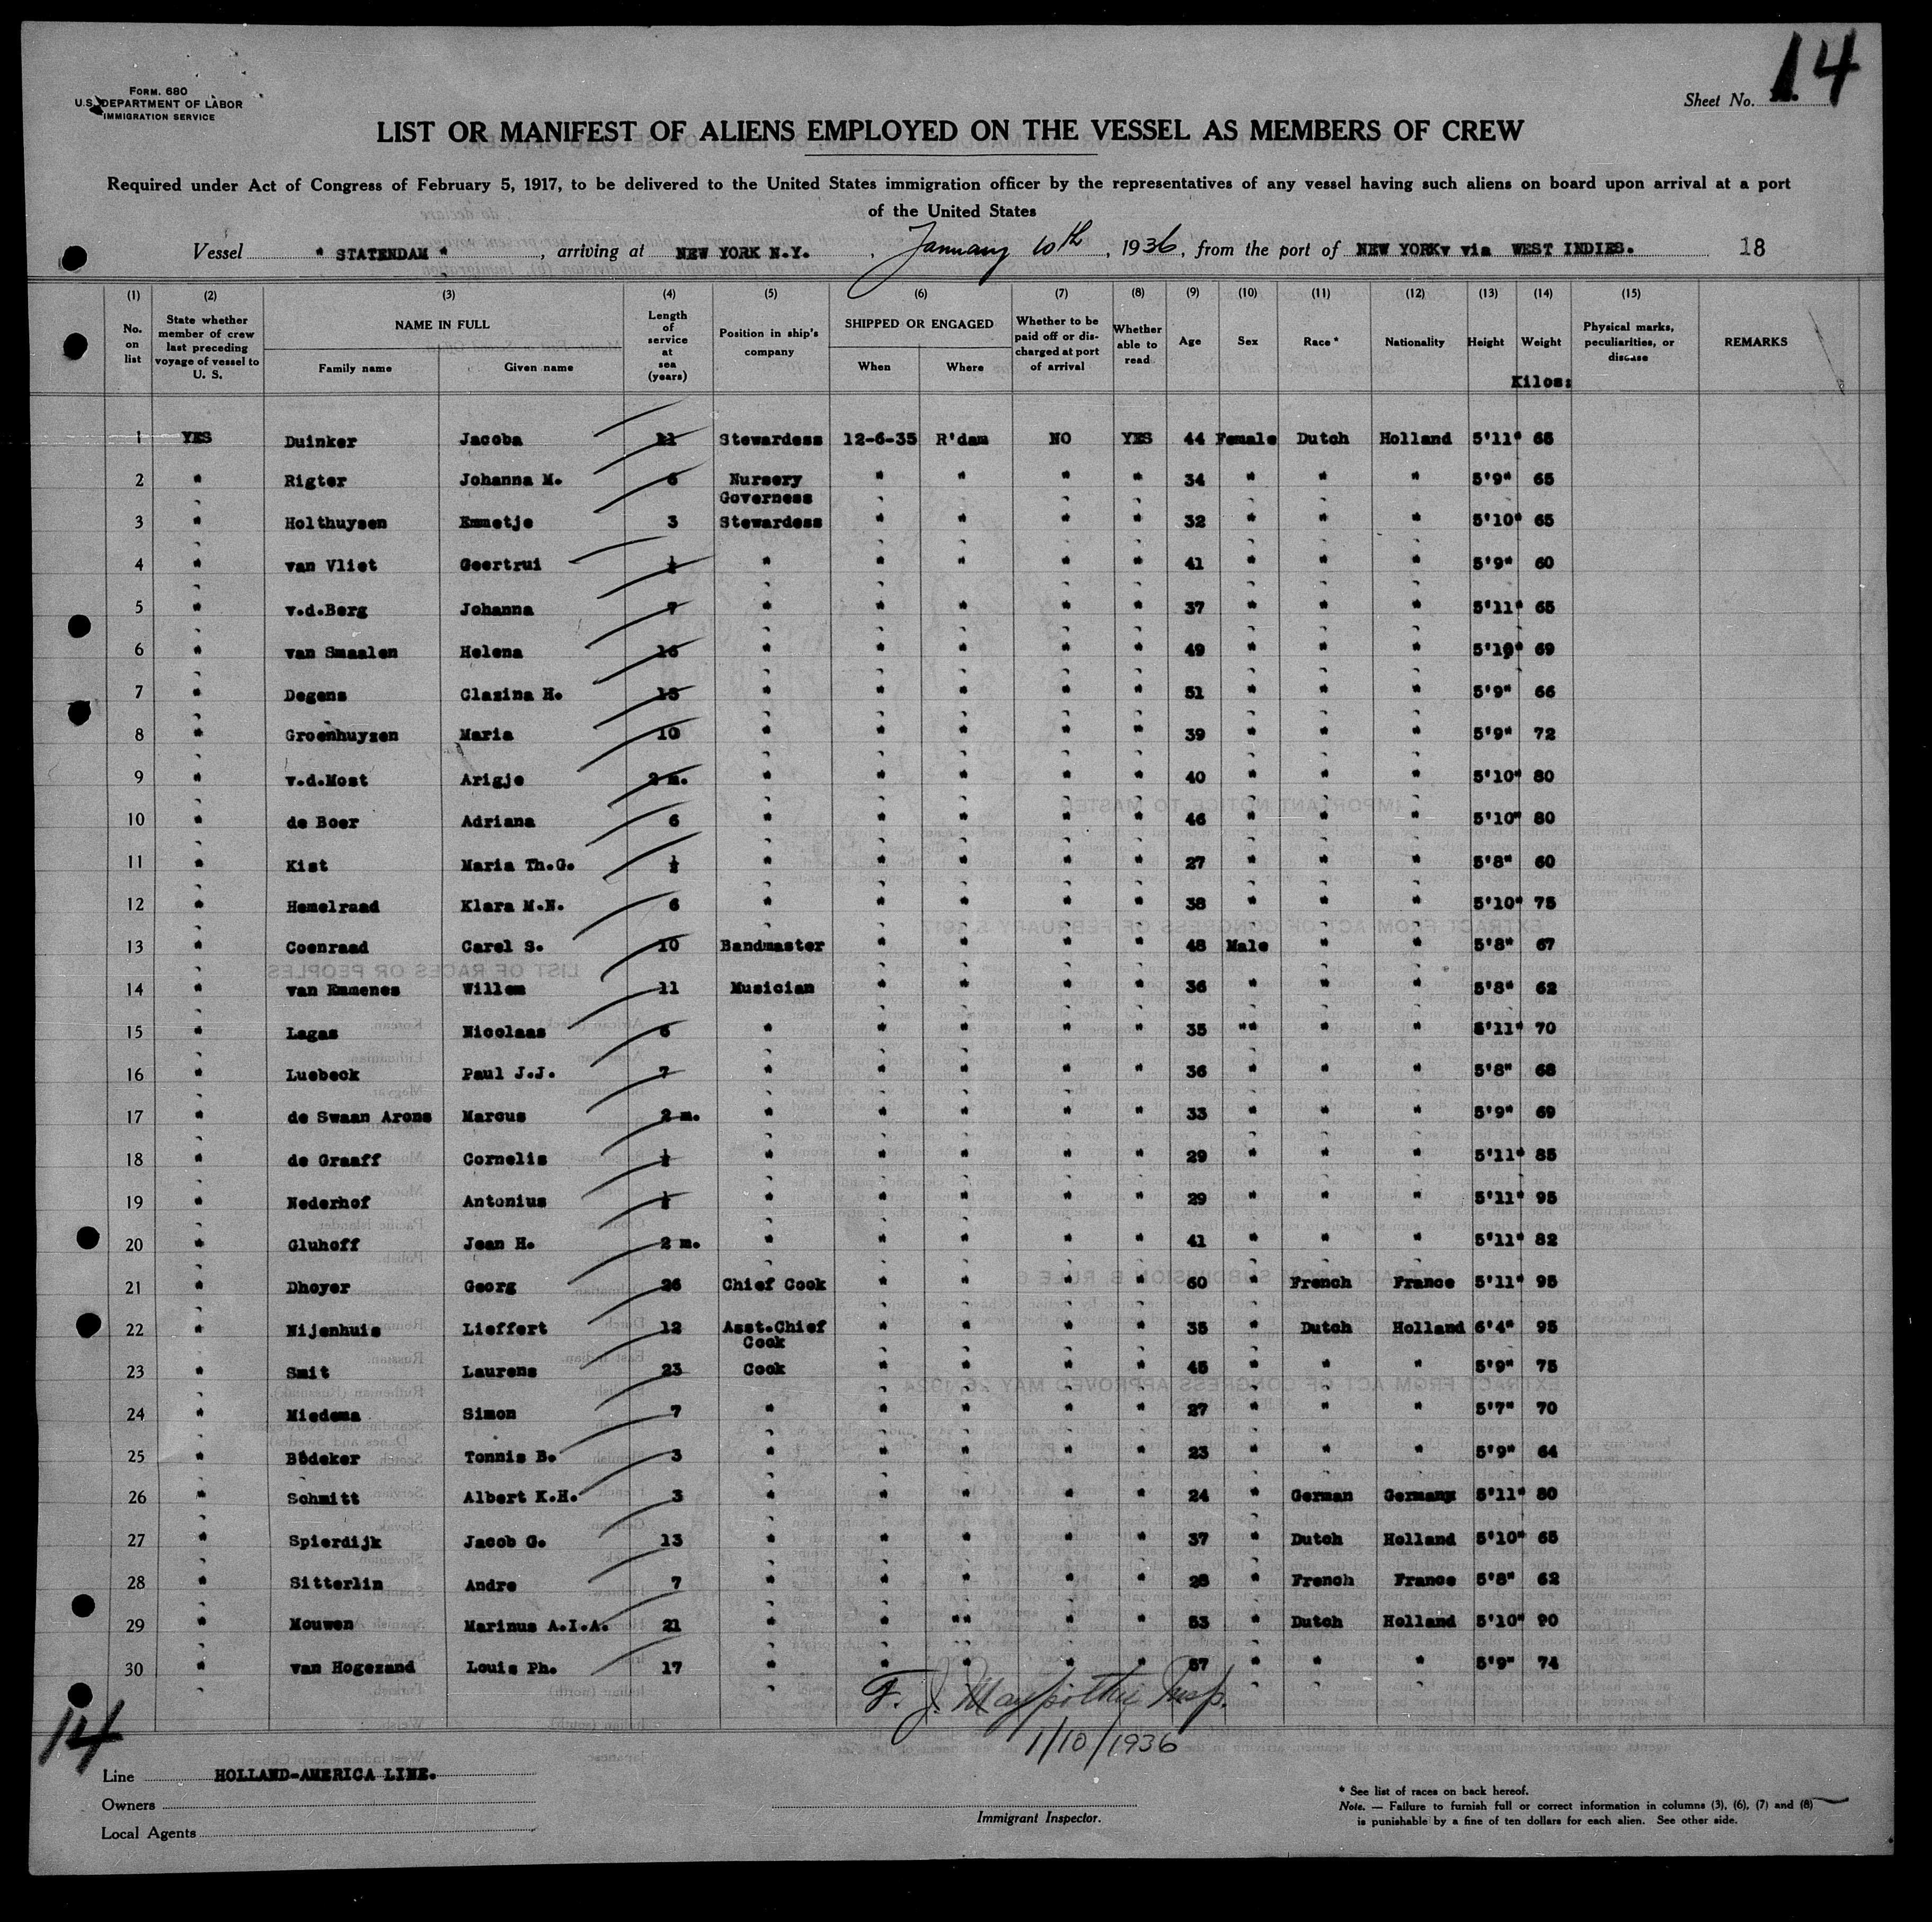 FORM. 680
U.S. DEPARTMENT OF LABOR
IMMIGRATION SERVICE
Sheet No. 14
LIST OR MANIFEST OF ALIENS EMPLOYED ON THE VESSEL AS MEMBERS OF CREW
Required under Act of Congress of February 5, 1917, to be delivered to the United States immigration officer by the representatives of any vessel having such aliens on board upon arrival at a port
of the United States
Vessel " STATENDAM ", arriving at NEW YORK N.Y., January 10th, 1936, from the port of NEW YORKv via WEST INDIES. 18
(1) (2) (3) (4) (5) (6) (7) (8) (9) (10) (11) (12) (13) (14) (15)
No. on list | State whether member of crew last preceding voyage of vessel to U. S. | NAME IN FULL | Family name | Given name | Length of service at sea (years) | Position in ship's company | SHIPPED OR ENGAGED | When | Where | Whether to be paid off or discharged at port of arrival | Whether able to read | Age | Sex | Race * | Nationality | Height | Weight | Physical marks, peculiarities, or disease | REMARKS
Kilos:
1 YES Duinker Jacoba 11 Stewardess 12-6-35 R'dam NO YES 44 Female Dutch Holland 5'11" 65
2 " Rigter Johanna M. 6 Nursery Governess " " " " 34 " " " 5'9" 65
3 " Holthuysen Emmetje 3 Stewardess " " " " 32 " " " 5'10" 65
4 " van Vliet Geertrui ½ " " " " " 41 " " " 5'9" 60
5 " v.d.Berg Johanna 7 " " " " " 37 " " " 5'11" 65
6 " van Smaalen Helena 16 " " " " " 49 " " " 5'10" 69
7 " Degens Clazina H. 15 " " " " " 51 " " " 5'9" 66
8 " Groenhuyzen Maria 10 " " " " " 39 " " " 5'9" 72
9 " v.d.Most Arigje 2 m. " " " " " 40 " " " 5'10" 80
10 " de Boer Adriana 6 " " " " " 46 " " " 5'10" 80
11 " Kist Maria Th.G. ½ " " " " " 27 " " " 5'8" 60
12 " Hemelraad Klara M.N. 6 " " " " " 38 " " " 5'10" 75
13 " Coenraad Carel S. 10 Bandmaster " " " " 48 Male " " 5'8" 67
14 " van Emmenes Willem 11 Musician " " " " 36 " " " 5'8" 62
15 " Lagas Nicolaas 6 " " " " " 35 "" " " 5'11" 70
16 " Luebeck Paul J.J. 7 " " " " " 36 " " " 5'8" 68
17 " de Swaan Arons Marcus 2 m. " " " " " 33 " " " 5'9" 69
18 " de Graaff Cornelis ½ " " " " " 29 " " " 5'11" 85
19 " Nederhof Antonius ½ " " " " " 29 " " " 5'11" 95
20 " Gluhoff Jean H. 2 m. " " " " " 41 " " " 5'11" 82
21 " Dhoyer Georg 26 Chief Cook " " " " 60 " French France 5'11" 95
22 " Nijenhuis Lieffert 12 Asst.Chief Cook " " " " 35 " Dutch Holland 6'4" 95
23 " Smit Laurens 23 Cook " " " " 45 " " " 5'9" 75
24 " Miedema Simon 7 " " " " " 27 " " " 5'7" 70
25 " Bödeker Tonnis B. 3 " " " " " 23 " " " 5'9" 64
26 " Schmitt Albert K.H. 3 " " " " " 24 " German Germany 5'11" 80
27 " Spierdijk Jacob G. 13 " " " " " 37 " Dutch Holland 5'10" 65
28 " Sitterlin Andre 7 " " " " " 28 " French France 5'8" 62
29 " Mouwen Marinus A.I.A. 21 " " "" " " 53 " Dutch Holland 5'10" 90
30 " van Hogezand Louis Ph. 17 " " " " " 57 " " " 5'9" 74
F. J. Insp.
1/10/1936
14
Line HOLLAND-AMERICA LINE.
Owners
Local Agents
Immigrant Inspector.
* See list of races on back hereof.
Note. — Failure to furnish full or correct information in columns (3), (6), (7) and (8)
is punishable by a fine of ten dollars for each alien. See other side.